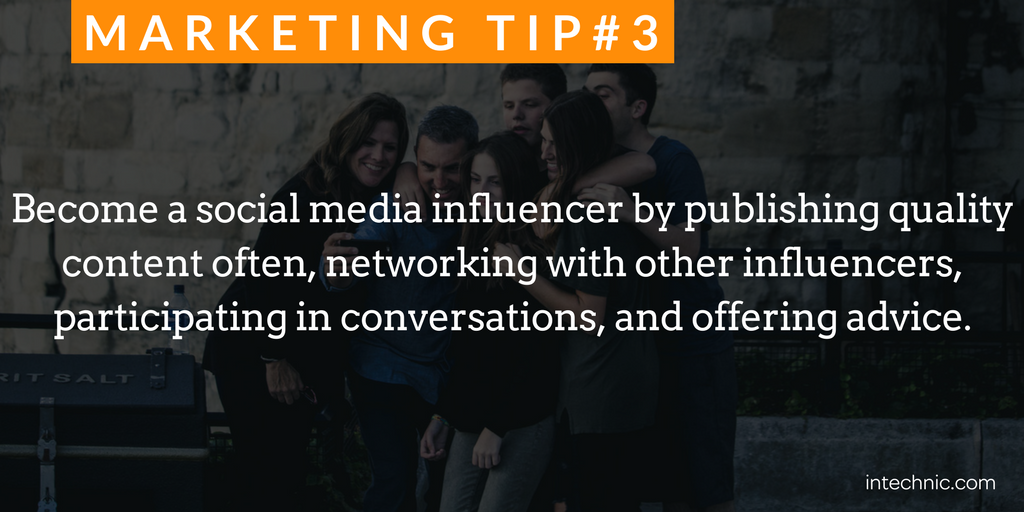 MARKETING TIP#3
Become a social media influencer by publishing quality
content often, networking with other influencers,
participating in conversations, and offering advice.
RIT SALT
intechnic.com